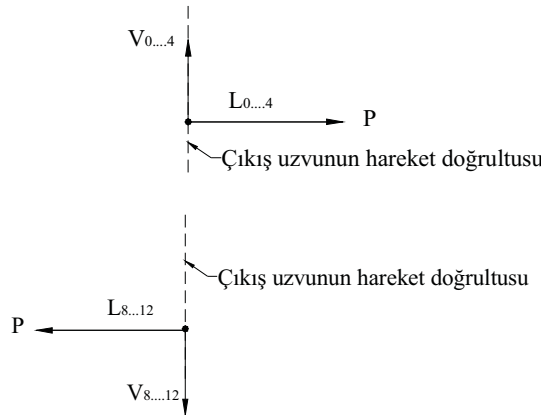 V0....4
L0....4
P
Çıkış uzvunun hareket doğrultusu
Çıkış uzvunun hareket doğrultusu
L8...12
P
V8....12